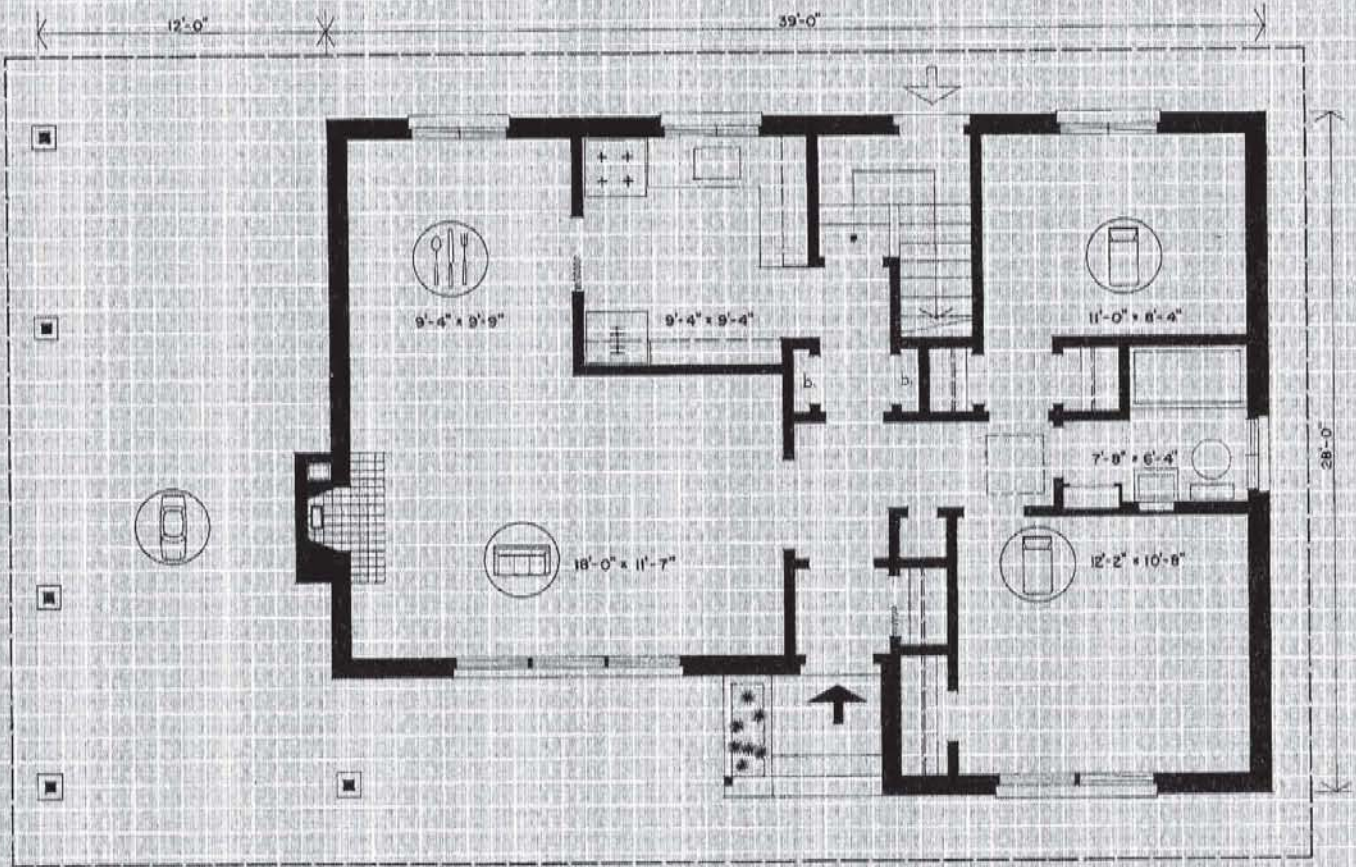 12'-0"
39'-0"
9'-4" × 9'-9"
9'-4" × 9'-4"
11'-0" × 8'-4"
b.
b.
28'-0"
7'-8" × 6'-4"
18'-0" × 11'-7"
12'-2" × 10'-8"